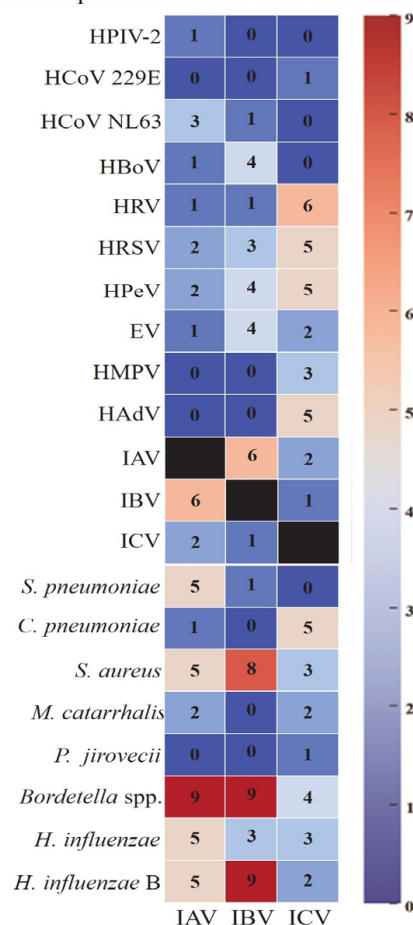 HPIV-2 1 0 0
HCoV 229E 0 0 1
HCoV NL63 3 1 0
HBoV 1 4 0
HRV 1 1 6
HRSV 2 3 5
HPeV 2 4 5
EV 1 4 2
HMPV 0 0 3
HAdV 0 0 5
IAV 6 2
IBV 6 1
ICV 2 1
S. pneumoniae 5 1 0
C. pneumoniae 1 0 5
S. aureus 5 8 3
M. catarrhalis 2 0 2
P. jirovecii 0 0 1
Bordetella spp. 9 9 4
H. influenzae 5 3 3
H. influenzae B 5 9 2
IAV IBV ICV
9
8
7
6
5
4
3
2
1
0